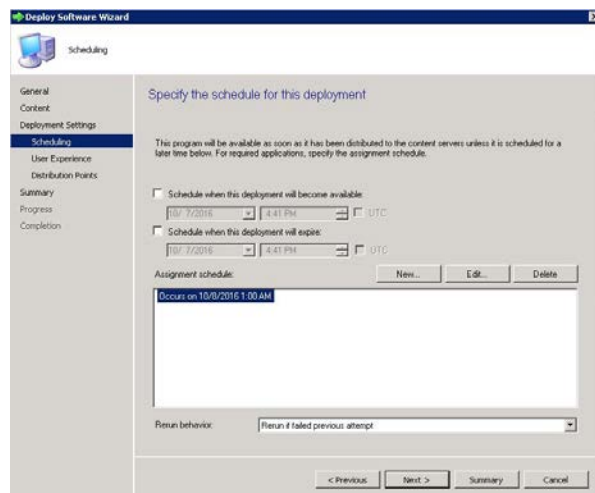 Deploy Software Wizard
Scheduling
General
Content
Deployment Settings
Scheduling
User Experience
Distribution Points
Summary
Progress
Completion
Specify the schedule for this deployment
This program will be available as soon as it has been distributed to the content servers unless it is scheduled for a
later time below. For required applications, specify the assignment schedule.
Schedule when this deployment will become available:
10/ 7/2016 4:41 PM UTC
Schedule when this deployment will expire:
10/ 7/2016 4:41 PM UTC
Assignment schedule: New... Edit... Delete
Occurs on 10/8/2016 1:00 AM
Rerun behavior: Rerun if failed previous attempt
< Previous Next > Summary Cancel